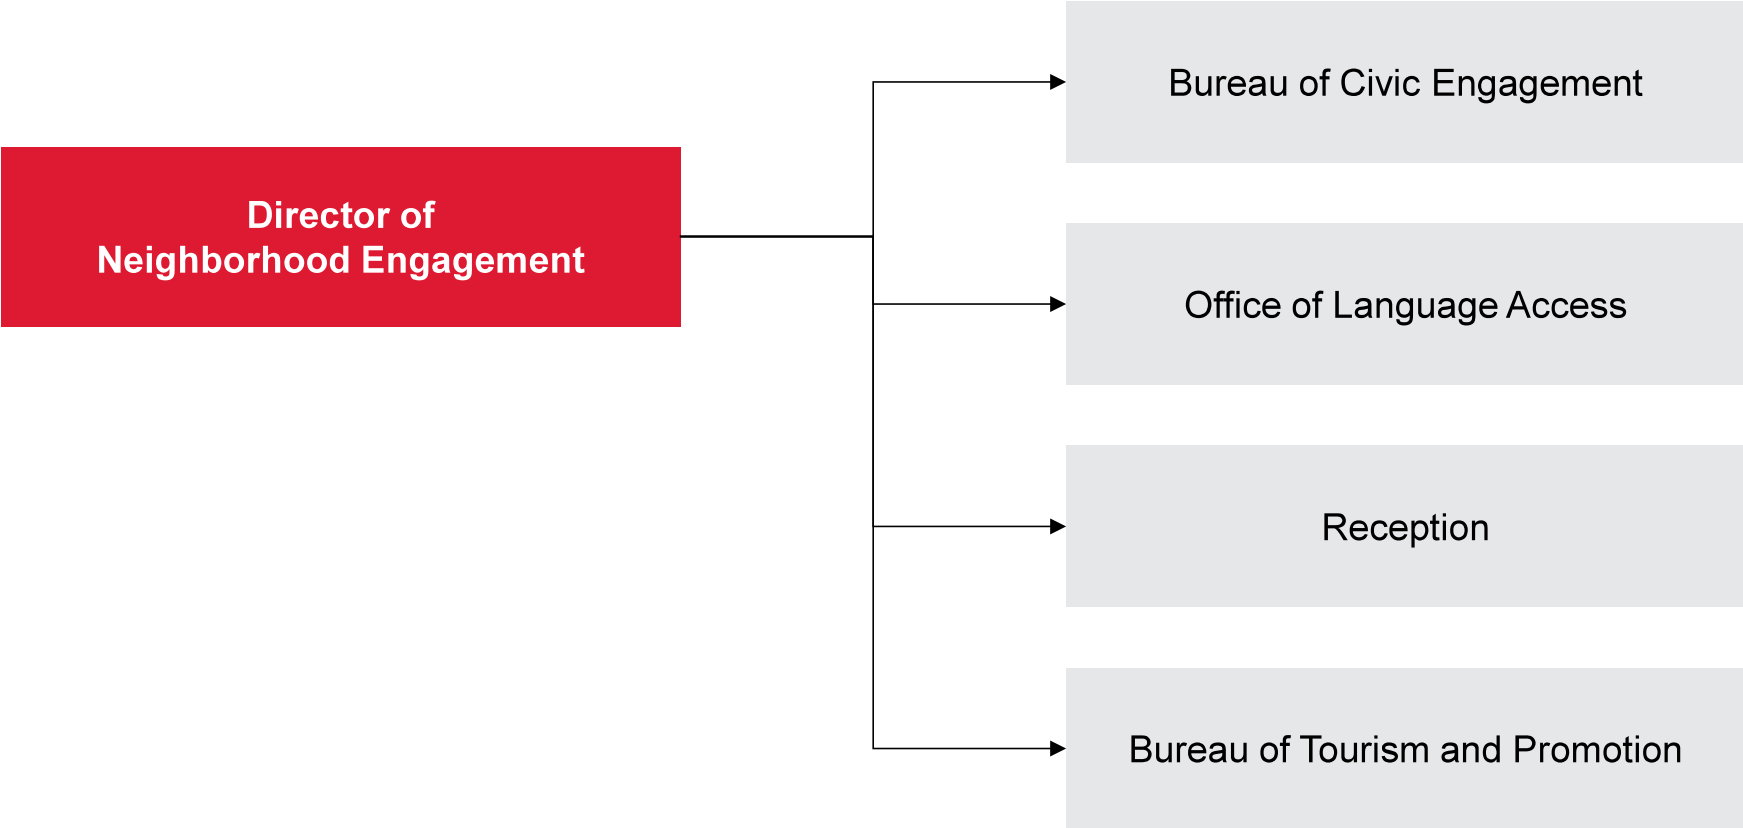 Director of
Neighborhood Engagement
Bureau of Civic Engagement
Office of Language Access
Reception
Bureau of Tourism and Promotion